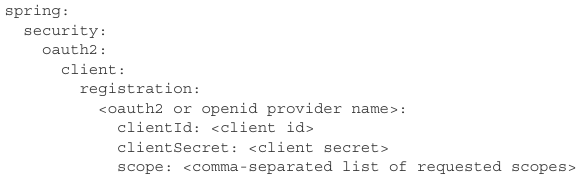 spring:
  security:
    oauth2:
      client:
        registration:
          <oauth2 or openid provider name>:
            clientId: <client id>
            clientSecret: <client secret>
            scope: <comma-separated list of requested scopes>